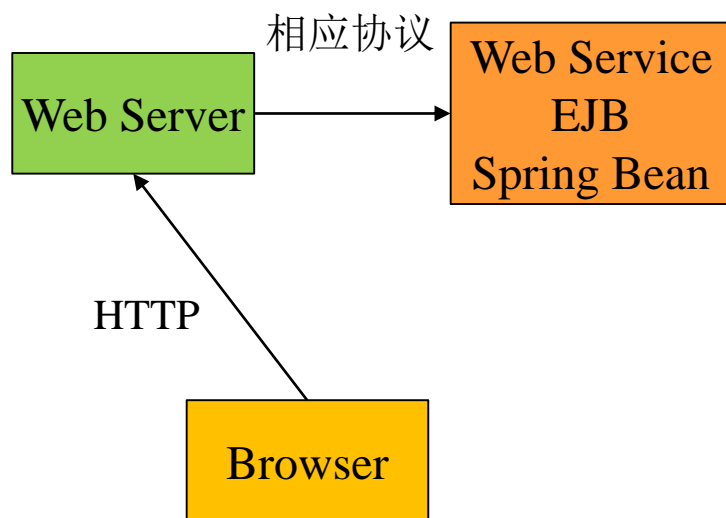 相应协议
Web Server
Web Service
EJB
Spring Bean
HTTP
Browser